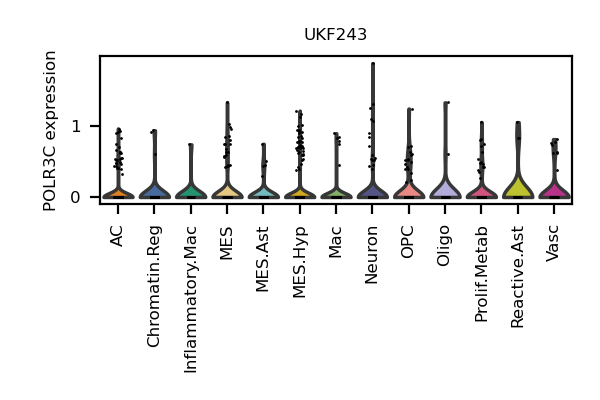 UKF243
POLR3C expression
1
0
AC
Chromatin.Reg
Inflammatory.Mac
MES
MES.Ast
MES.Hyp
Mac
Neuron
OPC
Oligo
Prolif.Metab
Reactive.Ast
Vasc